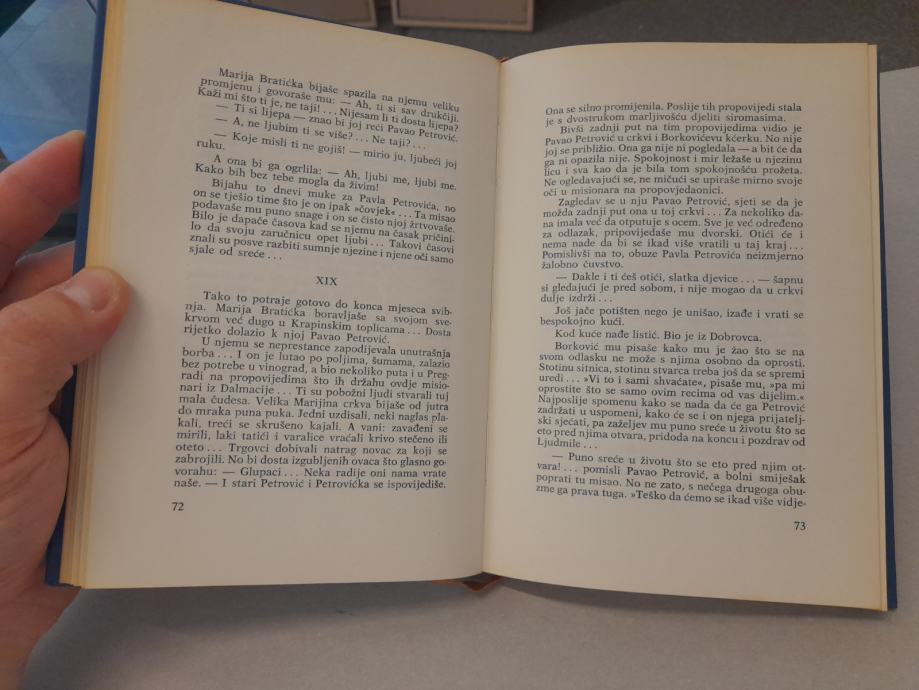 Marija Bratićka bijaše spazila na njemu veliku
promjenu i govoraše mu: — Ah, ti si sav drukčiji.
Kaži mi što ti je, ne taji! ... Nijesam li ti dosta lijepa?
— Ti si lijepa — znao bi joj reći Pavao Petrović.
— A, ne ljubim ti se više? ... Ne taji? ...
— Koje misli ti ne gojiš! — mirio ju, ljubeći joj
ruku.
A ona bi ga ogrlila: — Ah, ljubi me, ljubi me.
Kako bih bez tebe mogla da živim!
Bijahu to dnevi muke za Pavla Petrovića, no
on se tješio time što je on ipak »čovjek« ... Ta misao
podavaše mu puno snage i on se čisto njoj žrtvovaše.
Bilo je dapače časova kad se njemu na časak pričini-
lo da svoju zaručnicu opet ljubi ... Takovi časovi
znali su posve razbiti sumnje njezine i njene oči samo
sjale od sreće ...
XIX
Tako to potraje gotovo do konca mjeseca svib-
nja. Marija Bratićka boravljaše sa svojom sve-
krvom već dugo u Krapinskim toplicama ... Dosta
rijetko dolazio k njoj Pavao Petrović.
U njemu se neprestance zapodijevala unutrašnja
borba ... I on je lutao po poljima, šumama, zalazio
bez potrebe u vinograd, a bio nekoliko puta i u Preg-
radi na propovijedima što ih držahu ovdje misio-
nari iz Dalmacije ... Ti su pobožni ljudi stvarali tuj
mala čudesa. Velika Marijina crkva bijaše od jutra
do mraka puna puka. Jedni uzdisali, neki naglas pla-
kali, treći se skrušeno kajali. A vani: zavađeni se
mirili, laki tatići i varalice vraćali krivo stečeno ili
oteto ... Trgovci dobivali natrag novac za koji se
zabrojili. No bi dosta izgubljenih ovaca što glasno go-
vorahu: — Glupaci ... Neka radije oni nama vrate
naše. — I stari Petrović i Petrovićka se ispovijediše.
72
Ona se silno promijenila. Poslije tih propovijedi stala
je s dvostrukom marljivošću djeliti siromasima.
Bivši zadnji put na tim propovijedima vidio je
Pavao Petrović u crkvi i Borkovićevu kćerku. No nije
joj se približio. Ona ga nije ni pogledala — a bit će da
ga ni opazila nije. Spokojnost i mir ležaše u njezinu
licu i sva kao da je bila tom spokojnošću prožeta.
Ne ogledavajući se, ne mičući se upiraše mirno svoje
oči u misionara na propovjedaonici.
Zagledav se u nju Pavao Petrović, sjeti se da je
možda zadnji put ona u toj crkvi ... Za nekoliko da-
na imala već da otputuje s ocem. Sve je već određeno
za odlazak, pripovijedaše mu dvorski. Otići će i
nema nade da bi se ikad više vratili u taj kraj ...
Pomislivši na to, obuze Pavla Petrovića neizmjerno
žalobno čuvstvo.
— Dakle i ti ćeš otići, slatka djevice ... — šapnu
si gledajući je pred sobom, i nije mogao da u crkvi
dulje izdrži ...
Još jače potišten nego je unišao, izađe i vrati se
bespokojno kući.
Kod kuće nađe listić. Bio je iz Dobrovca.
Borković mu pisaše kako mu je žao što se na
svom odlasku ne može s njima osobno da oprosti.
Stotinu sitnica, stotinu stvarca treba još da se spremi
uredi ... »Vi to i sami shvaćate«, pisaše mu, »pa mi
oprostite što se samo ovim recima od vas dijelim.«
Najposlije spomenu kako se nada da će ga Petrović
zadržati u uspomeni, kako će se i on njega prijatelj-
ski sjećati, pa zaželjev mu puno sreće u životu što se
eto pred njima otvara, pridoda na koncu i pozdrav od
Ljudmile ...
— Puno sreće u životu što se eto pred njim ot-
vara! ... pomisli Pavao Petrović, a bolni smiješak
poprati tu misao. No ne zato, s nečega drugoga obu-
zme ga prava tuga. »Teško da ćemo se ikad više vidje-
73